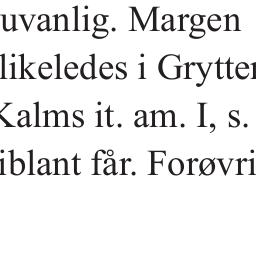 uvanlig. Margen
likeledes i Grytten
Kalms it. am. I, s.
iblant får. Forøvri